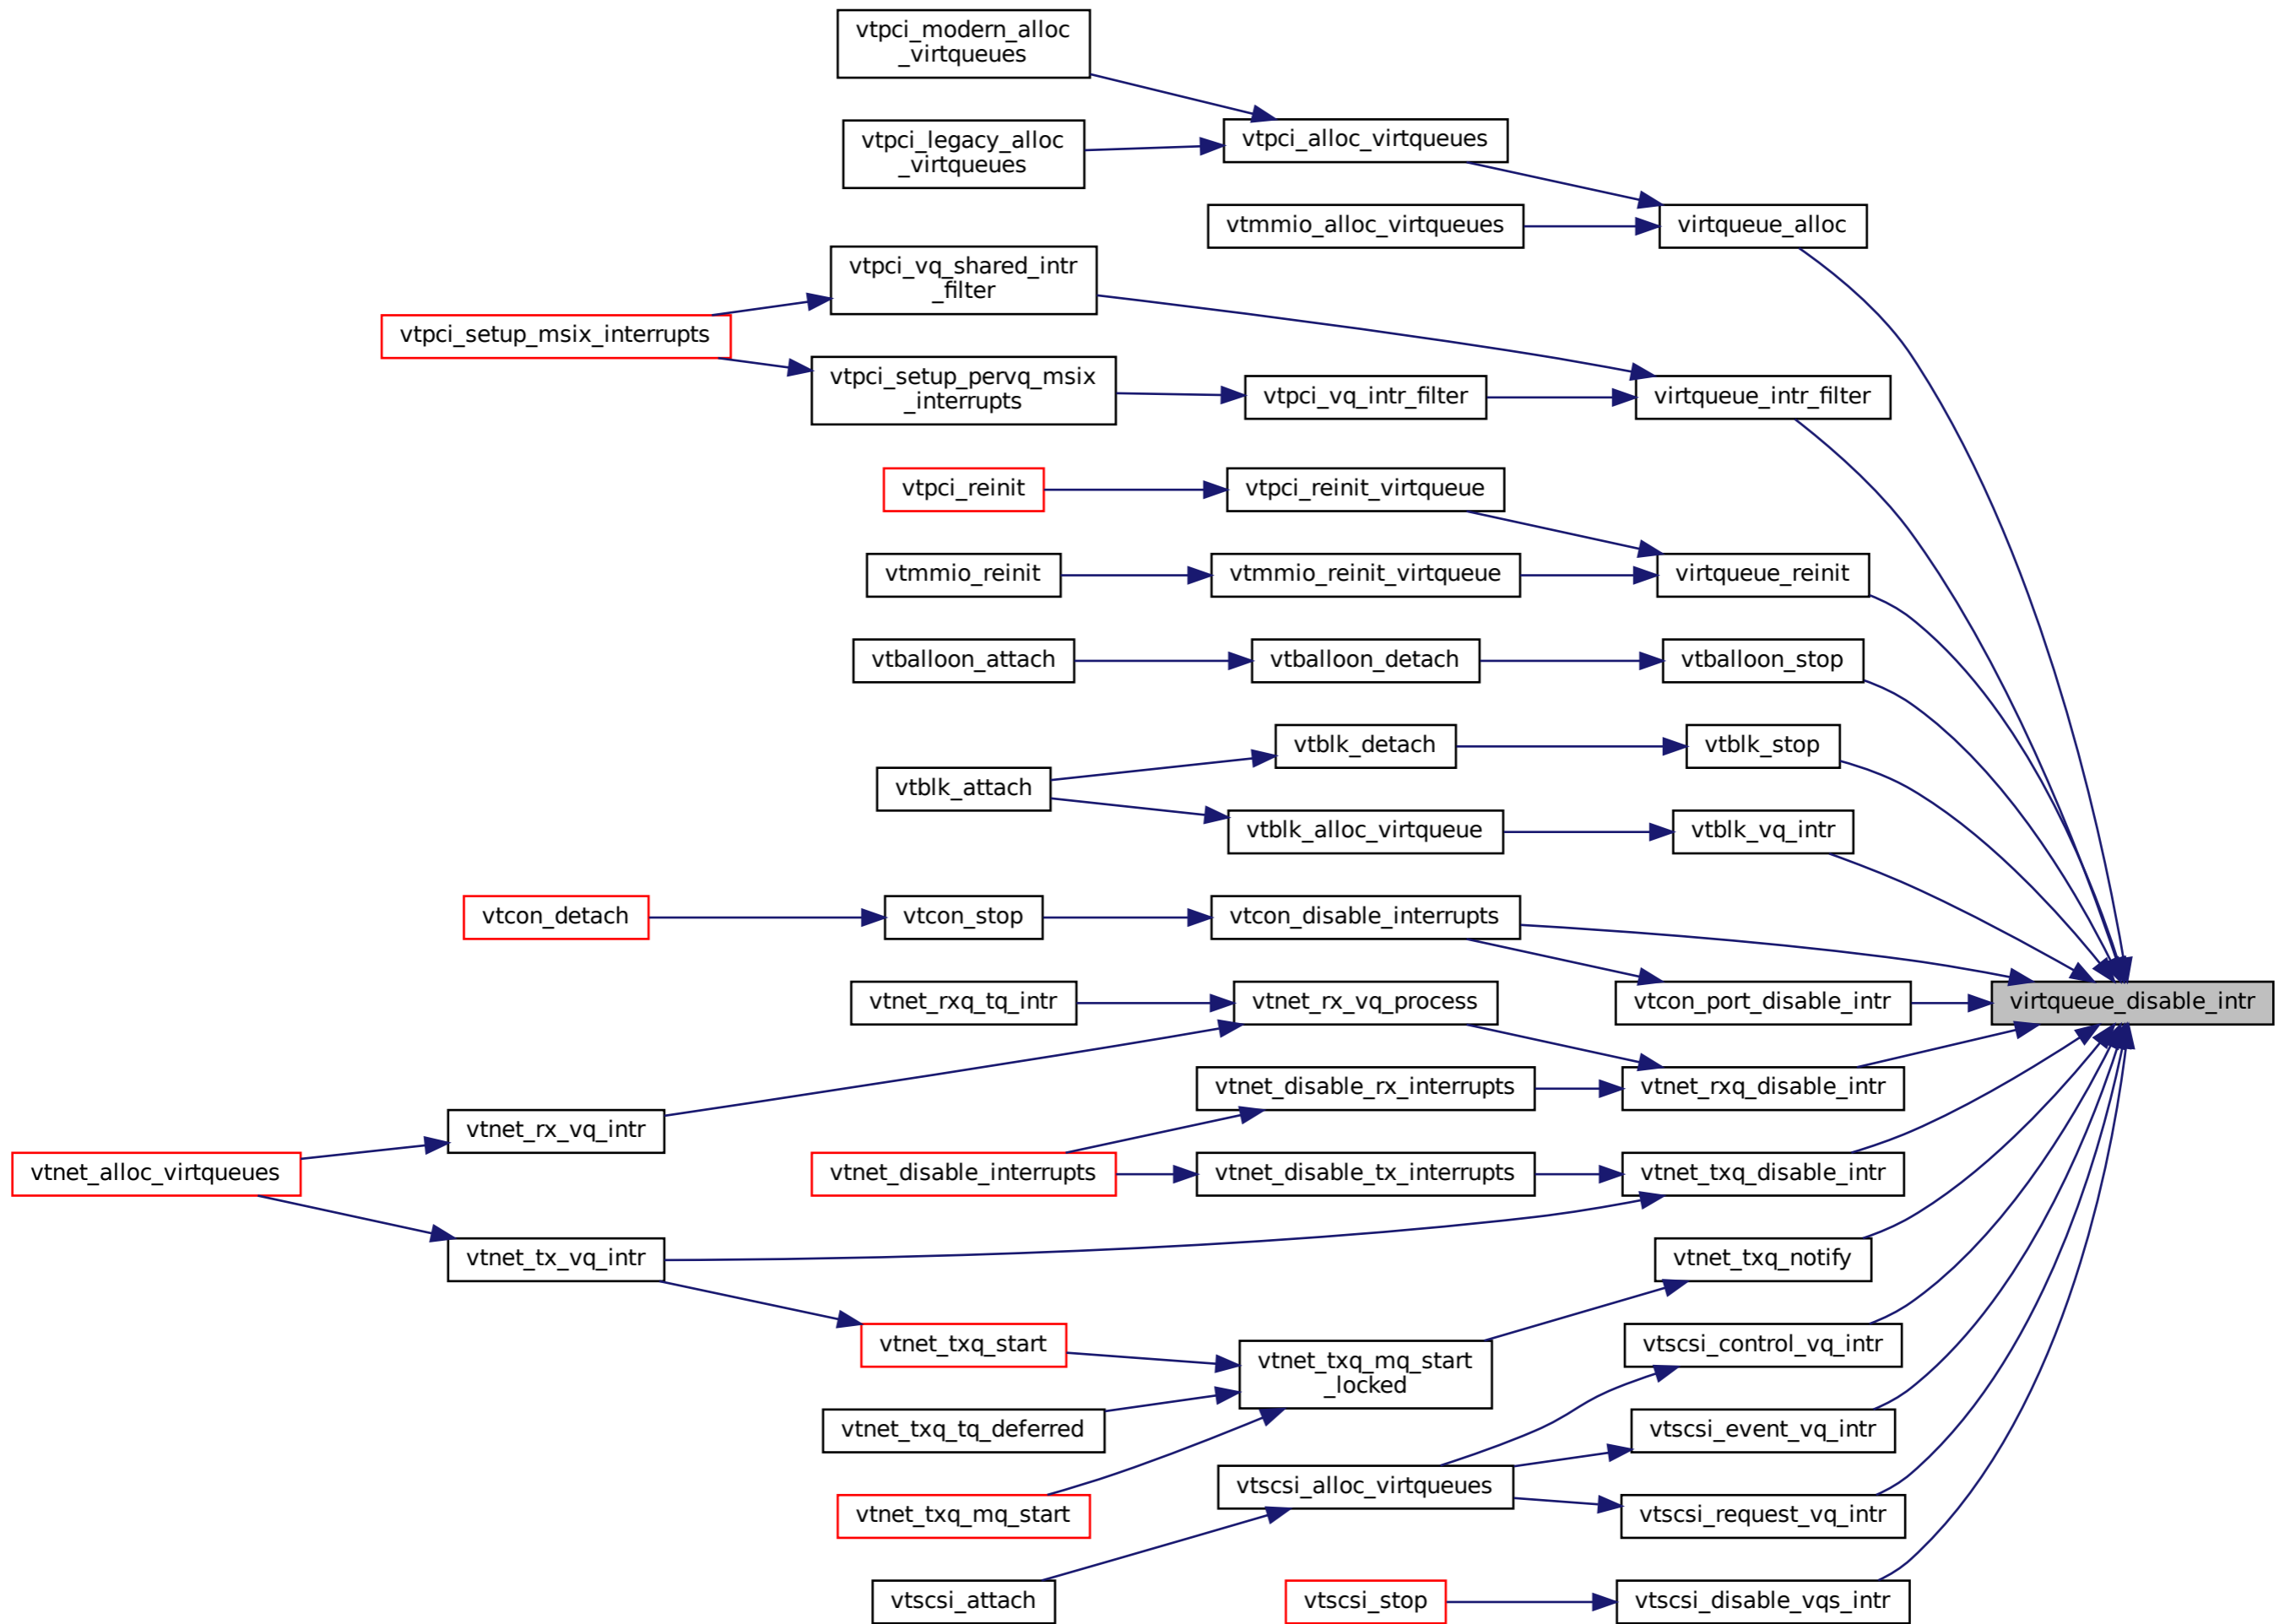 vtpci_modern_alloc
_virtqueues
vtpci_legacy_alloc
_virtqueues
vtpci_alloc_virtqueues
vtmmio_alloc_virtqueues
virtqueue_alloc
vtpci_vq_shared_intr
_filter
vtpci_setup_msix_interrupts
vtpci_setup_pervq_msix
_interrupts
vtpci_vq_intr_filter
virtqueue_intr_filter
vtpci_reinit
vtpci_reinit_virtqueue
vtmmio_reinit
vtmmio_reinit_virtqueue
virtqueue_reinit
vtballoon_attach
vtballoon_detach
vtballoon_stop
vtblk_detach
vtblk_stop
vtblk_attach
vtblk_alloc_virtqueue
vtblk_vq_intr
vtcon_detach
vtcon_stop
vtcon_disable_interrupts
vtnet_rxq_tq_intr
vtnet_rx_vq_process
vtcon_port_disable_intr
virtqueue_disable_intr
vtnet_disable_rx_interrupts
vtnet_rxq_disable_intr
vtnet_rx_vq_intr
vtnet_alloc_virtqueues
vtnet_disable_interrupts
vtnet_disable_tx_interrupts
vtnet_txq_disable_intr
vtnet_tx_vq_intr
vtnet_txq_notify
vtnet_txq_start
vtnet_txq_mq_start
_locked
vtscsi_control_vq_intr
vtnet_txq_tq_deferred
vtscsi_event_vq_intr
vtscsi_alloc_virtqueues
vtnet_txq_mq_start
vtscsi_request_vq_intr
vtscsi_attach
vtscsi_stop
vtscsi_disable_vqs_intr